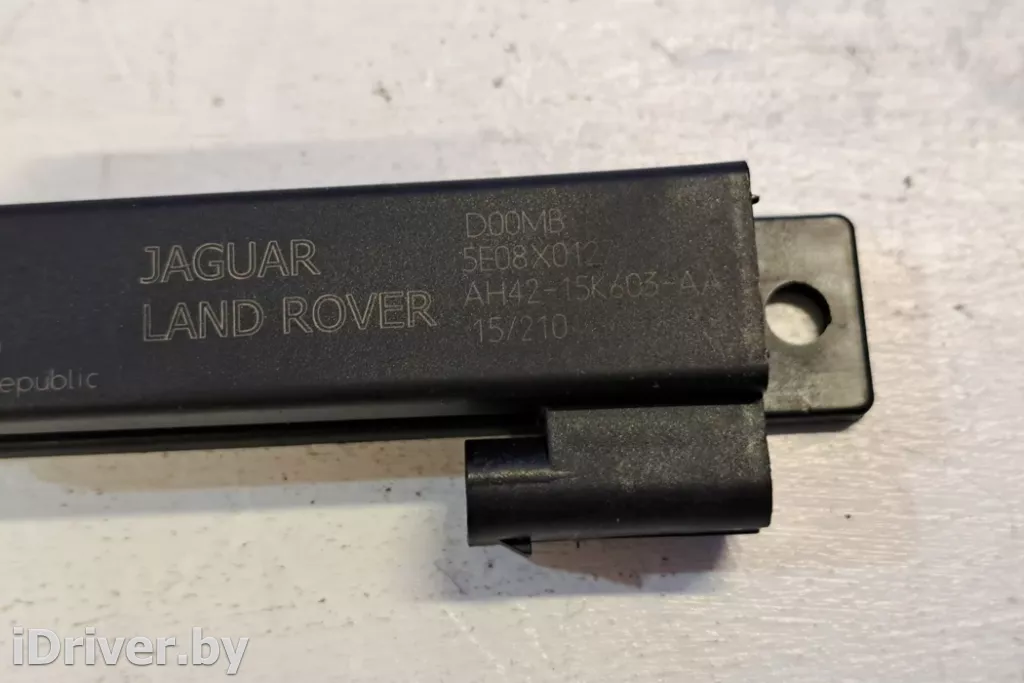 JAGUAR
LAND ROVER
D00MB
5E08X012
AH42-15K603-AA
15/210
epublic
iDriver.by